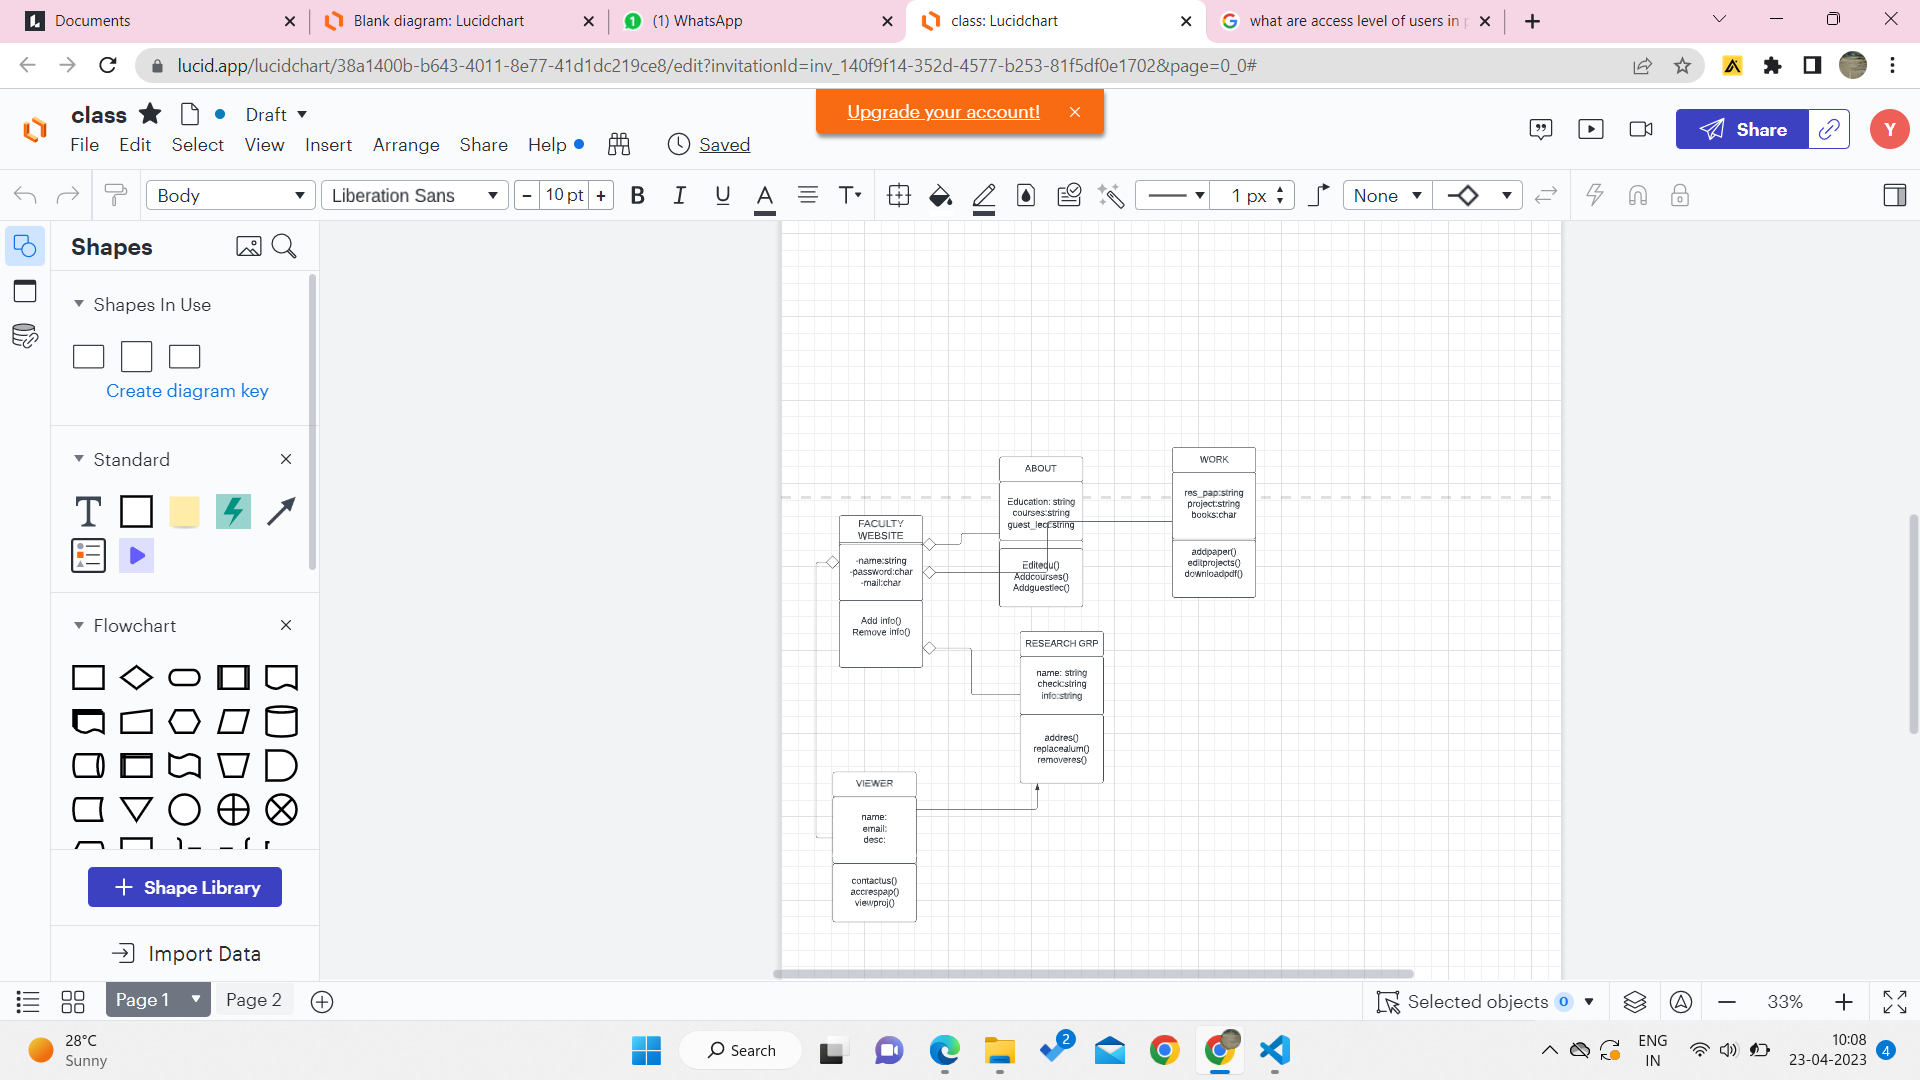 Documents
Blank diagram: Lucidchart
(1) WhatsApp
class: Lucidchart
what are access level of users in
lucid.app/lucidchart/38a1400b-b643-4011-8e77-41d1dc219ce8/edit?invitationId=inv_140f9f14-352d-4577-b253-81f5df0e1702&page=0_0#
class
Draft
Upgrade your account!
Share
Y
File Edit Select View Insert Arrange Share Help Saved
Body
Liberation Sans
- 10 pt +
B I U A T
1 px
None
Shapes
Shapes In Use
Create diagram key
Standard
T
Flowchart
Shape Library
Import Data
ABOUT
Education: string
courses:string
guest_lec:string
Editedu()
Addcourses()
Addguestlec()
WORK
res_pap:string
project:string
books:char
addpaper()
editprojects()
downloadpdf()
FACULTY
WEBSITE
-name:string
-password:char
-mail:char
Add info()
Remove info()
RESEARCH GRP
name: string
check:string
info:string
addres()
replacealum()
removeres()
VIEWER
name:
email:
desc:
contactus()
accrespap()
viewproj()
Page 1
Page 2
Selected objects 0
33%
28°C
Sunny
Search
2
ENG
IN
10:08
23-04-2023
4